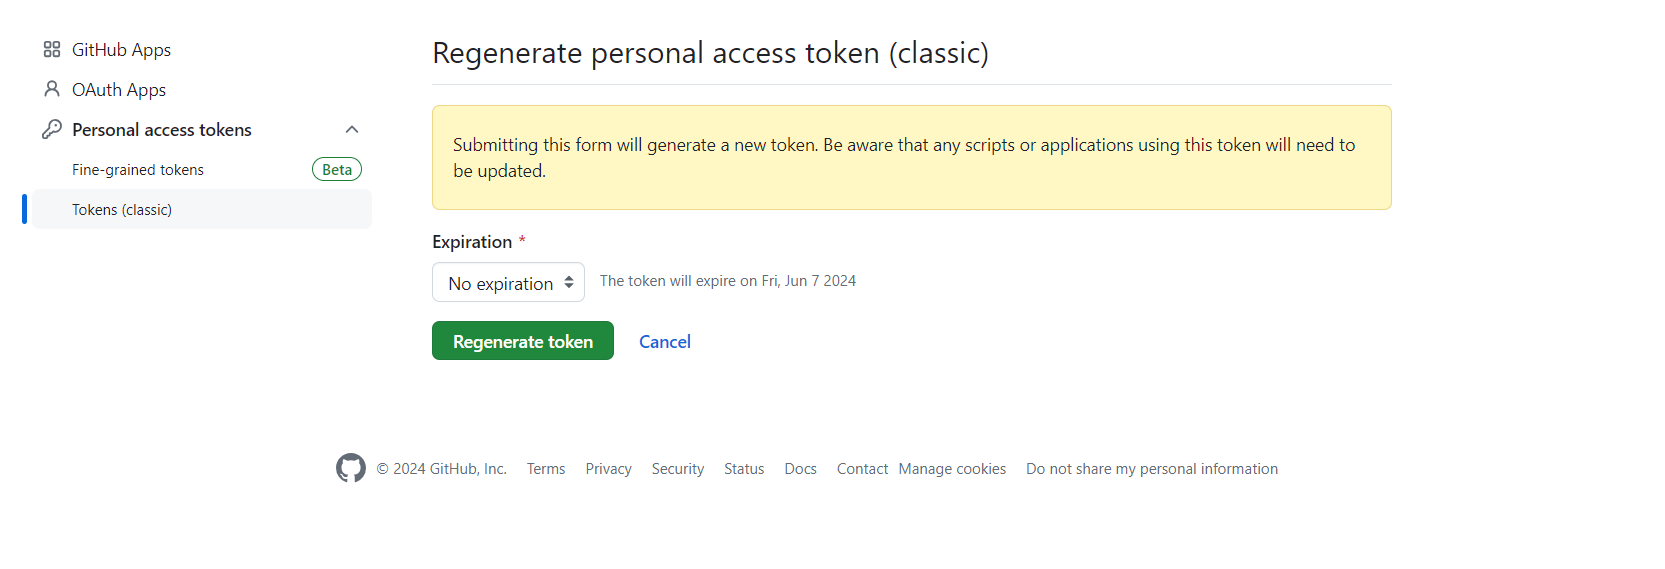 GitHub Apps
OAuth Apps
Personal access tokens
Fine-grained tokens Beta
Tokens (classic)
Regenerate personal access token (classic)
Submitting this form will generate a new token. Be aware that any scripts or applications using this token will need to
be updated.
Expiration *
No expiration The token will expire on Fri, Jun 7 2024
Regenerate token Cancel
© 2024 GitHub, Inc. Terms Privacy Security Status Docs Contact Manage cookies Do not share my personal information